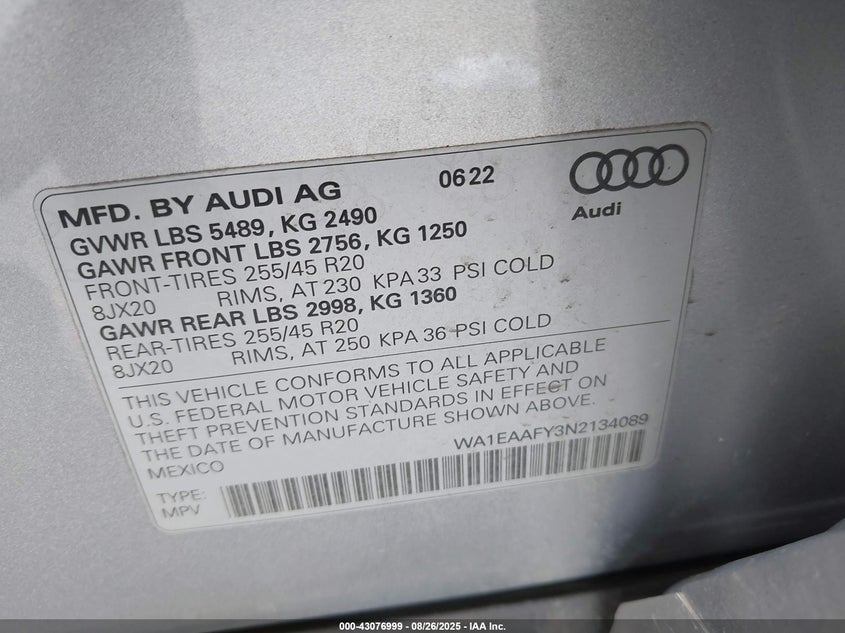 MFD. BY AUDI AG 0622
Audi
GVWR LBS 5489, KG 2490
GAWR FRONT LBS 2756, KG 1250
FRONT-TIRES 255/45 R20
8JX20 RIMS, AT 230 KPA 33 PSI COLD
GAWR REAR LBS 2998, KG 1360
REAR-TIRES 255/45 R20
8JX20 RIMS, AT 250 KPA 36 PSI COLD
THIS VEHICLE CONFORMS TO ALL APPLICABLE
U.S. FEDERAL MOTOR VEHICLE SAFETY AND
THEFT PREVENTION STANDARDS IN EFFECT ON
THE DATE OF MANUFACTURE SHOWN ABOVE.
MEXICO WA1EAAFY3N2134089
TYPE:
MPV
000-43076999 - 08/26/2025 - IAA Inc.